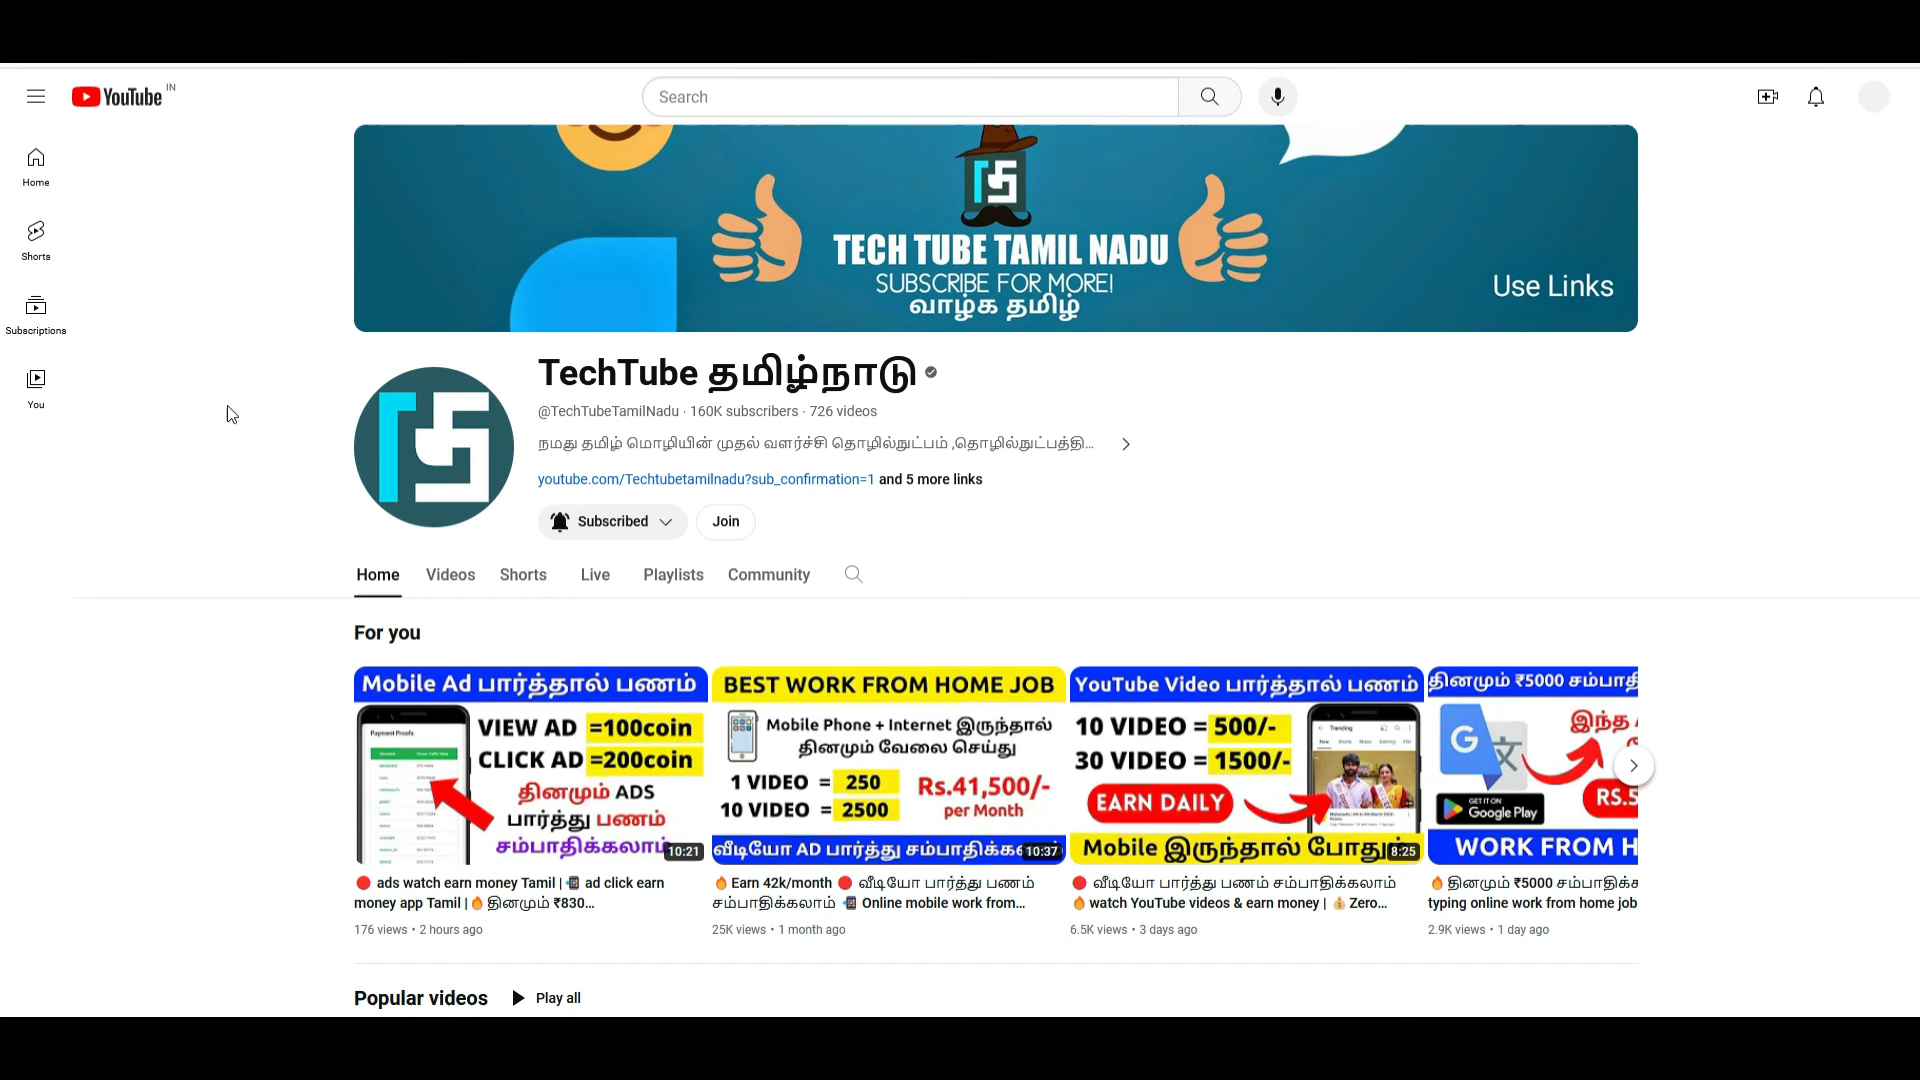 YouTube IN
Search
Home
Shorts
Subscriptions
You
TECH TUBE TAMIL NADU
SUBSCRIBE FOR MORE!
வாழ்க தமிழ்
Use Links
TechTube தமிழ்நாடு
@TechTubeTamilNadu · 160K subscribers · 726 videos
நமது தமிழ் மொழியின் முதல் வளர்ச்சி தொழில்நுட்பம் ,தொழில்நுட்பத்தி...
youtube.com/Techtubetamilnadu?sub_confirmation=1 and 5 more links
Subscribed
Join
Home Videos Shorts Live Playlists Community
For you
Mobile Ad பார்த்தால் பணம்
Payment Proofs
VIEW AD =100coin
CLICK AD =200coin
தினமும் ADS
பார்த்து பணம்
சம்பாதிக்கலாம்
10:21
🔴 ads watch earn money Tamil | 📲 ad click earn
money app Tamil | 🔥 தினமும் ₹830...
176 views • 2 hours ago
BEST WORK FROM HOME JOB
Mobile Phone + Internet இருந்தால்
தினமும் வேலை செய்து
1 VIDEO = 250
10 VIDEO = 2500
Rs.41,500/-
per Month
வீடியோ AD பார்த்து சம்பாதிக்க
10:37
🔥 Earn 42k/month 🔴 வீடியோ பார்த்து பணம்
சம்பாதிக்கலாம் 📲 Online mobile work from...
25K views • 1 month ago
YouTube Video பார்த்தால் பணம்
10 VIDEO = 500/-
30 VIDEO = 1500/-
EARN DAILY
Trending
Mobile இருந்தால் போதும்
8:25
🔴 வீடியோ பார்த்து பணம் சம்பாதிக்கலாம்
🔥 watch YouTube videos & earn money | 💰 Zero...
6.5K views • 3 days ago
தினமும் ₹5000 சம்பாதி
இந்த
GET IT ON
Google Play
RS.5
WORK FROM H
🔥 தினமும் ₹5000 சம்பாதிக்க
typing online work from home job
2.9K views • 1 day ago
Popular videos
Play all